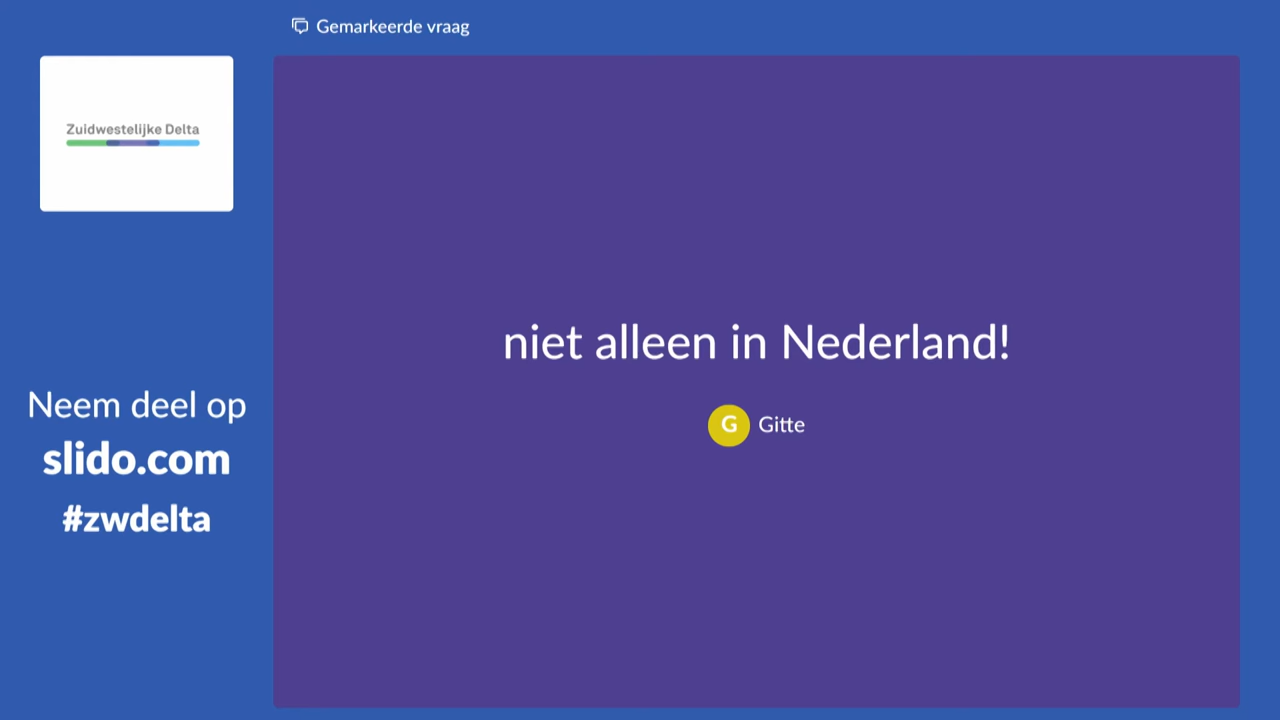 Gemarkeerde vraag
Zuidwestelijke Delta
niet alleen in Nederland!
G Gitte
Neem deel op
slido.com
#zwdelta